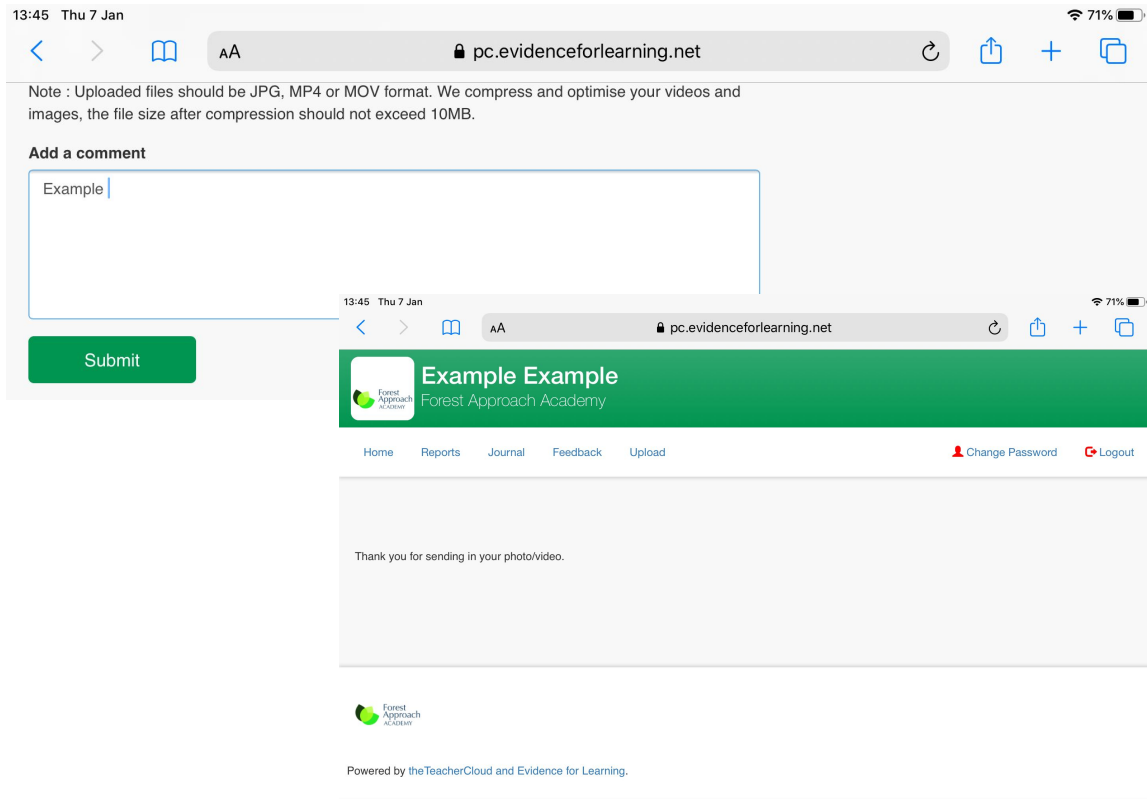 13:45 Thu 7 Jan
71%
AA
pc.evidenceforlearning.net
Note : Uploaded files should be JPG, MP4 or MOV format. We compress and optimise your videos and
images, the file size after compression should not exceed 10MB.
Add a comment
Example
Submit
13:45 Thu 7 Jan
71%
AA
pc.evidenceforlearning.net
Forest
Approach
ACADEMY
Example Example
Forest Approach Academy
Home Reports Journal Feedback Upload Change Password Logout
Thank you for sending in your photo/video.
Forest
Approach
ACADEMY
Powered by theTeacherCloud and Evidence for Learning.